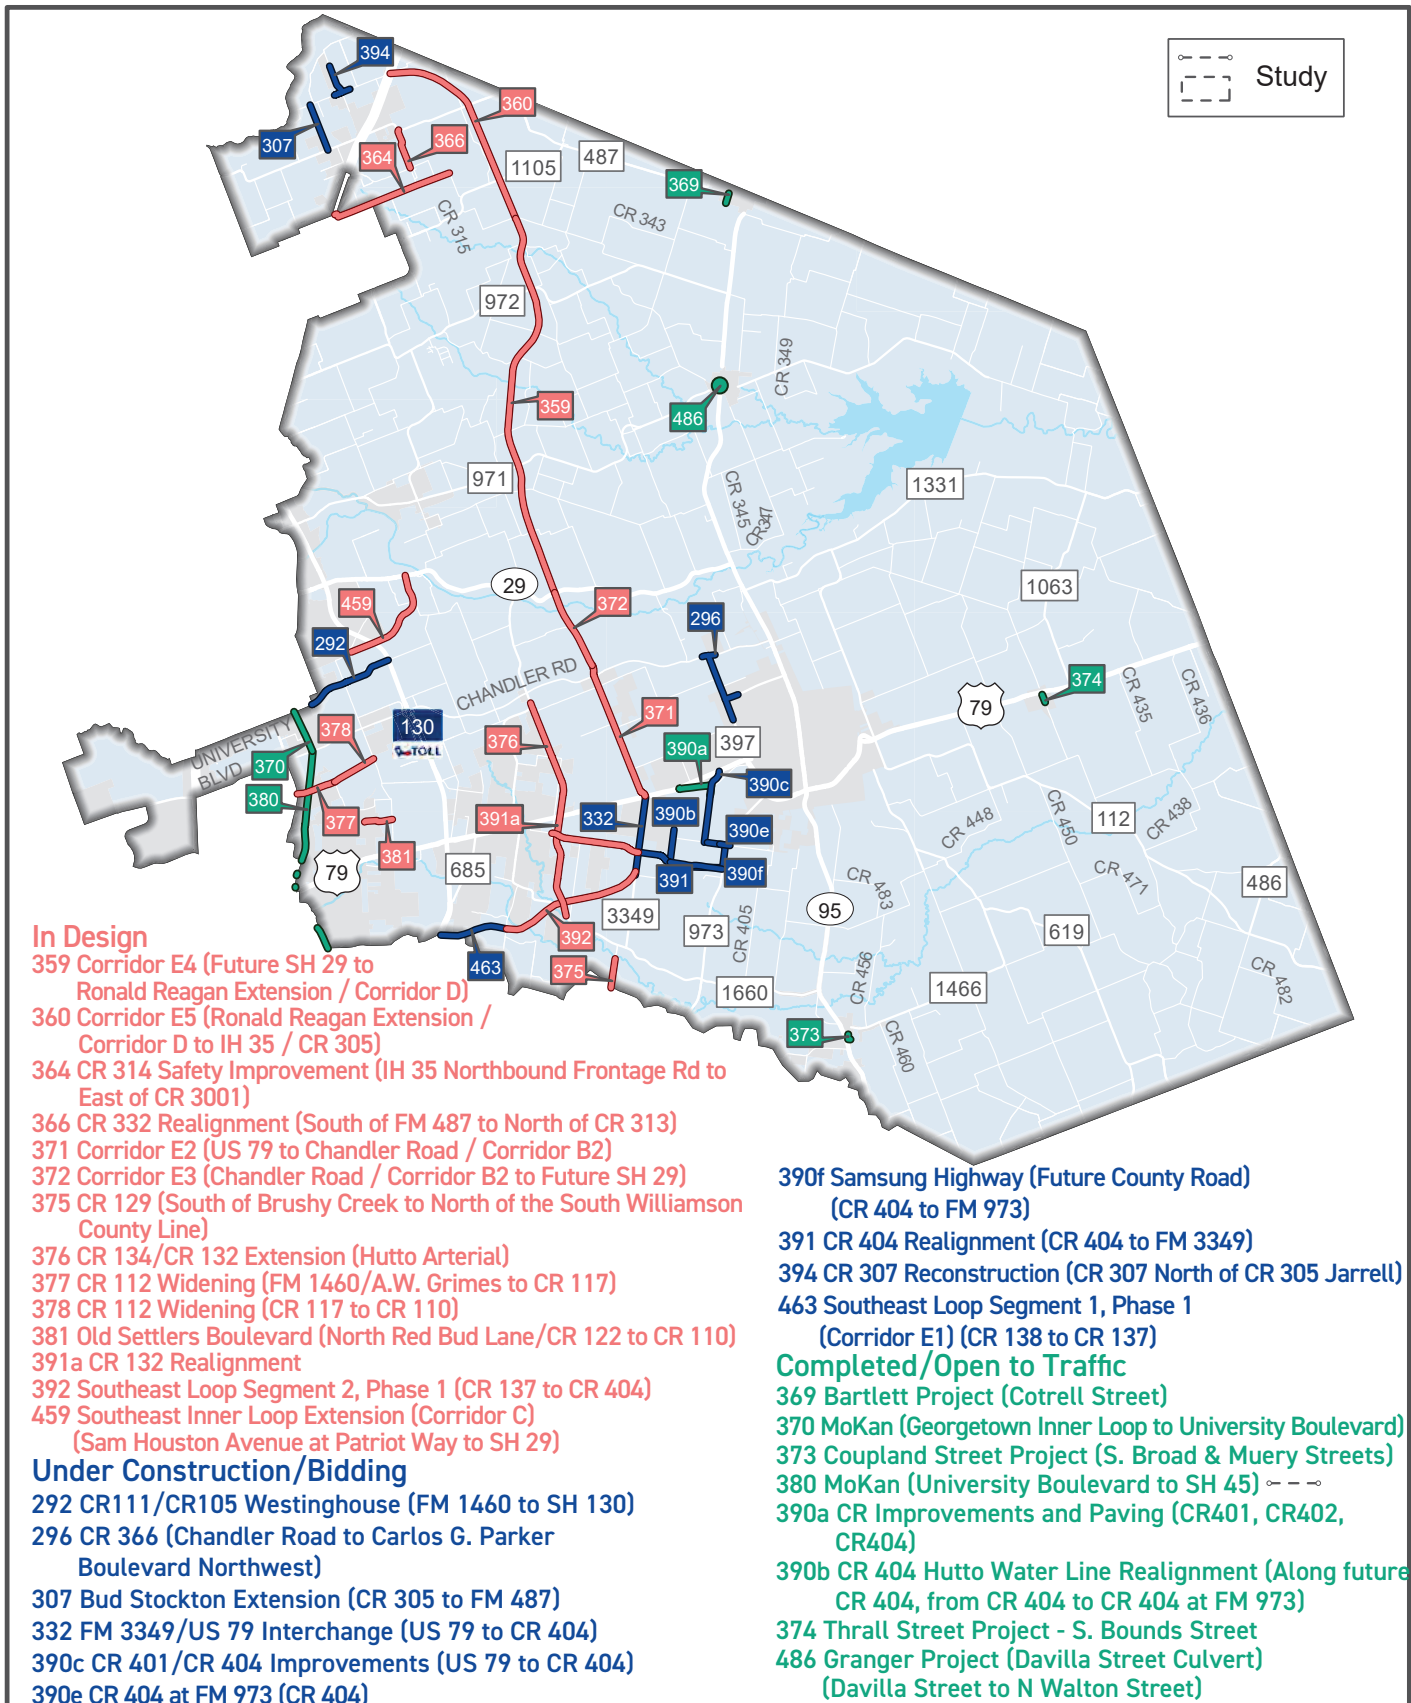 394
Study
360
307
366
364
1105
487
369
CR 343
CR 315
972
CR 349
359
486
971
CR 345
CR347
1331
29
1063
459
372
296
292
CHANDLER RD
374
CR 435
CR 436
79
UNIVERSITY
BLVD
378
130
TOLL
371
376
390a
397
370
390c
380
377
391a
332
390b
390e
CR 448
CR 450
112
CR 438
381
79
685
391
390f
CR 483
CR 471
486
3349
95
392
973
CR 405
619
463
375
1660
CR 456
1466
CR 482
373
CR 460
In Design
359 Corridor E4 (Future SH 29 to
Ronald Reagan Extension / Corridor D)
360 Corridor E5 (Ronald Reagan Extension /
Corridor D to IH 35 / CR 305)
364 CR 314 Safety Improvement (IH 35 Northbound Frontage Rd to
East of CR 3001)
366 CR 332 Realignment (South of FM 487 to North of CR 313)
371 Corridor E2 (US 79 to Chandler Road / Corridor B2)
372 Corridor E3 (Chandler Road / Corridor B2 to Future SH 29)
375 CR 129 (South of Brushy Creek to North of the South Williamson
County Line)
376 CR 134/CR 132 Extension (Hutto Arterial)
377 CR 112 Widening (FM 1460/A.W. Grimes to CR 117)
378 CR 112 Widening (CR 117 to CR 110)
381 Old Settlers Boulevard (North Red Bud Lane/CR 122 to CR 110)
391a CR 132 Realignment
392 Southeast Loop Segment 2, Phase 1 (CR 137 to CR 404)
459 Southeast Inner Loop Extension (Corridor C)
(Sam Houston Avenue at Patriot Way to SH 29)
Under Construction/Bidding
292 CR111/CR105 Westinghouse (FM 1460 to SH 130)
296 CR 366 (Chandler Road to Carlos G. Parker
Boulevard Northwest)
307 Bud Stockton Extension (CR 305 to FM 487)
332 FM 3349/US 79 Interchange (US 79 to CR 404)
390c CR 401/CR 404 Improvements (US 79 to CR 404)
390e CR 404 at FM 973 (CR 404)
390f Samsung Highway (Future County Road)
(CR 404 to FM 973)
391 CR 404 Realignment (CR 404 to FM 3349)
394 CR 307 Reconstruction (CR 307 North of CR 305 Jarrell)
463 Southeast Loop Segment 1, Phase 1
(Corridor E1) (CR 138 to CR 137)
Completed/Open to Traffic
369 Bartlett Project (Cotrell Street)
370 MoKan (Georgetown Inner Loop to University Boulevard)
373 Coupland Street Project (S. Broad & Muery Streets)
380 MoKan (University Boulevard to SH 45)
390a CR Improvements and Paving (CR401, CR402,
CR404)
390b CR 404 Hutto Water Line Realignment (Along future
CR 404, from CR 404 to CR 404 at FM 973)
374 Thrall Street Project - S. Bounds Street
486 Granger Project (Davilla Street Culvert)
(Davilla Street to N Walton Street)